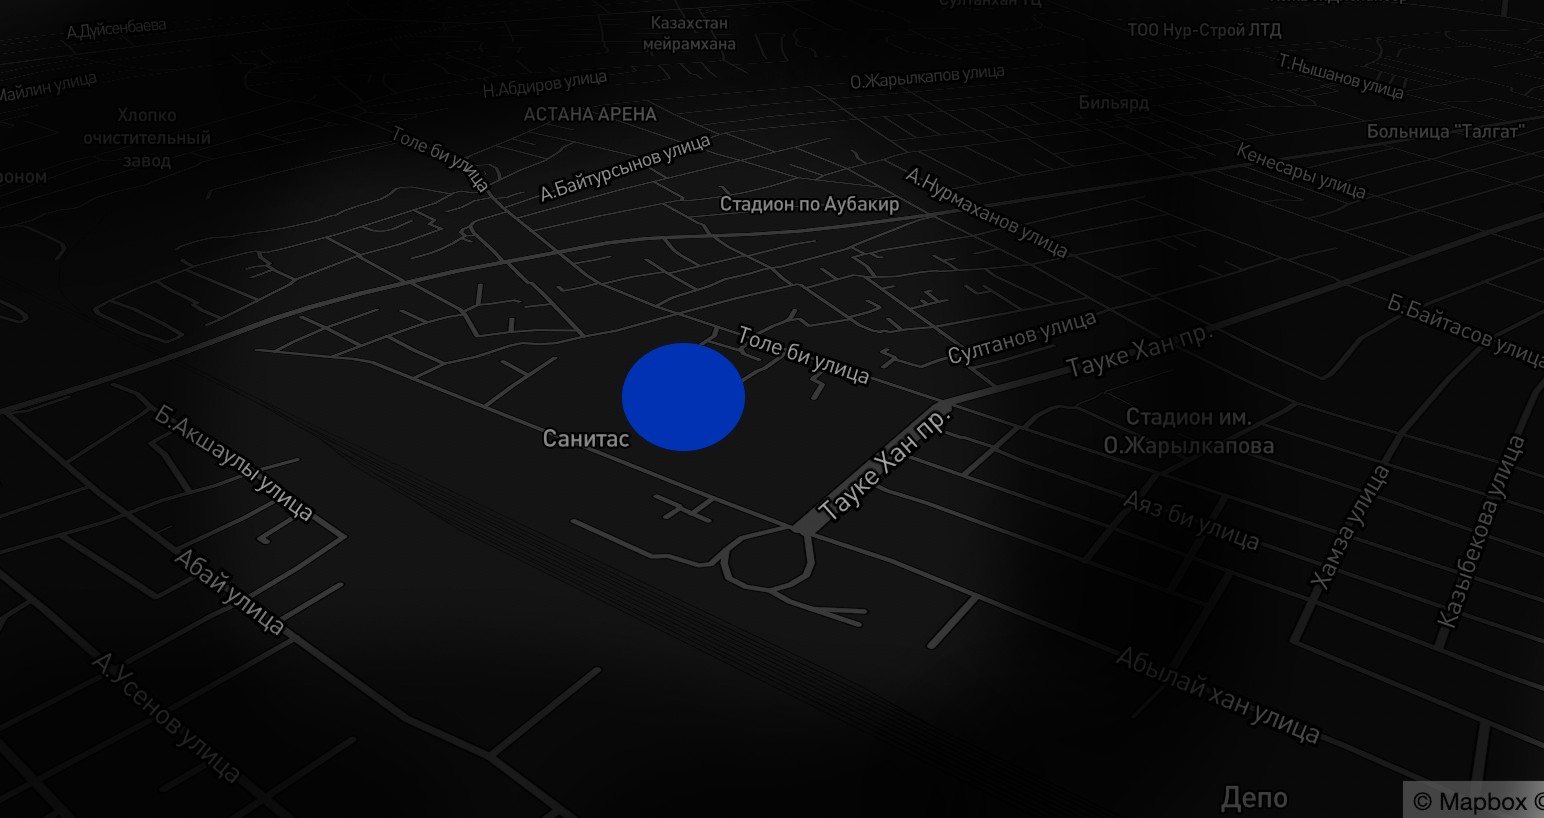 Султанхан ТЦ
А.Дүйсенбаева
Казахстан
мейрамхана
ТОО Нур-Строй ЛТД
Майлин улица
Н.Абдиров улица
О.Жарылкапов улица
Т.Нышанов улица
Хлопко
очистительный
завод
АСТАНА АРЕНА
Бильярд
Больница "Талгат"
Толе би улица
А.Байтурсынов улица
А.Нурмаханов улица
Кенесары улица
Стадион по Аубакир
Б.Байтасов улица
Толе би улица
Султанов улица
Тауке Хан пр.
Б.Акшаулы улица
Санитас
Тауке Хан пр.
Стадион им.
О.Жарылкапова
Аяз би улица
Хамза улица
Казыбекова улица
Абай улица
А.Усенов улица
Абылай хан улица
Депо
© Mapbox ©